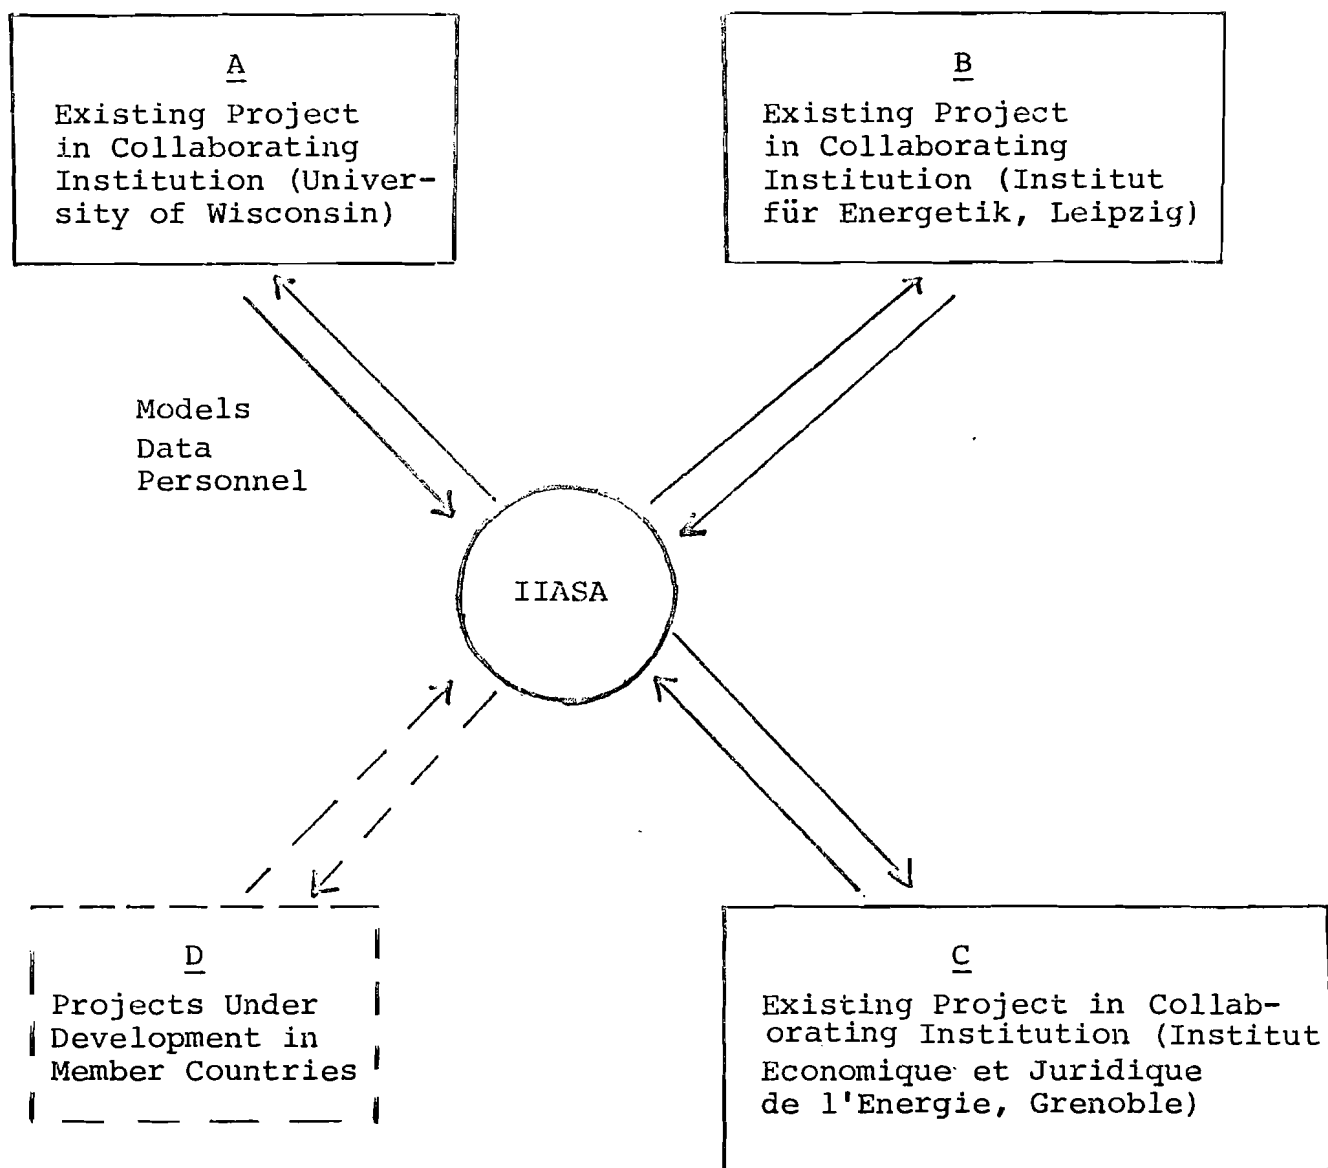 A
Existing Project
in Collaborating
Institution (Univer-
sity of Wisconsin)
B
Existing Project
in Collaborating
Institution (Institut
für Energetik, Leipzig)
Models
Data
Personnel
IIASA
D
Projects Under
Development in
Member Countries
C
Existing Project in Collab-
orating Institution (Institut
Economique et Juridique
de l'Energie, Grenoble)